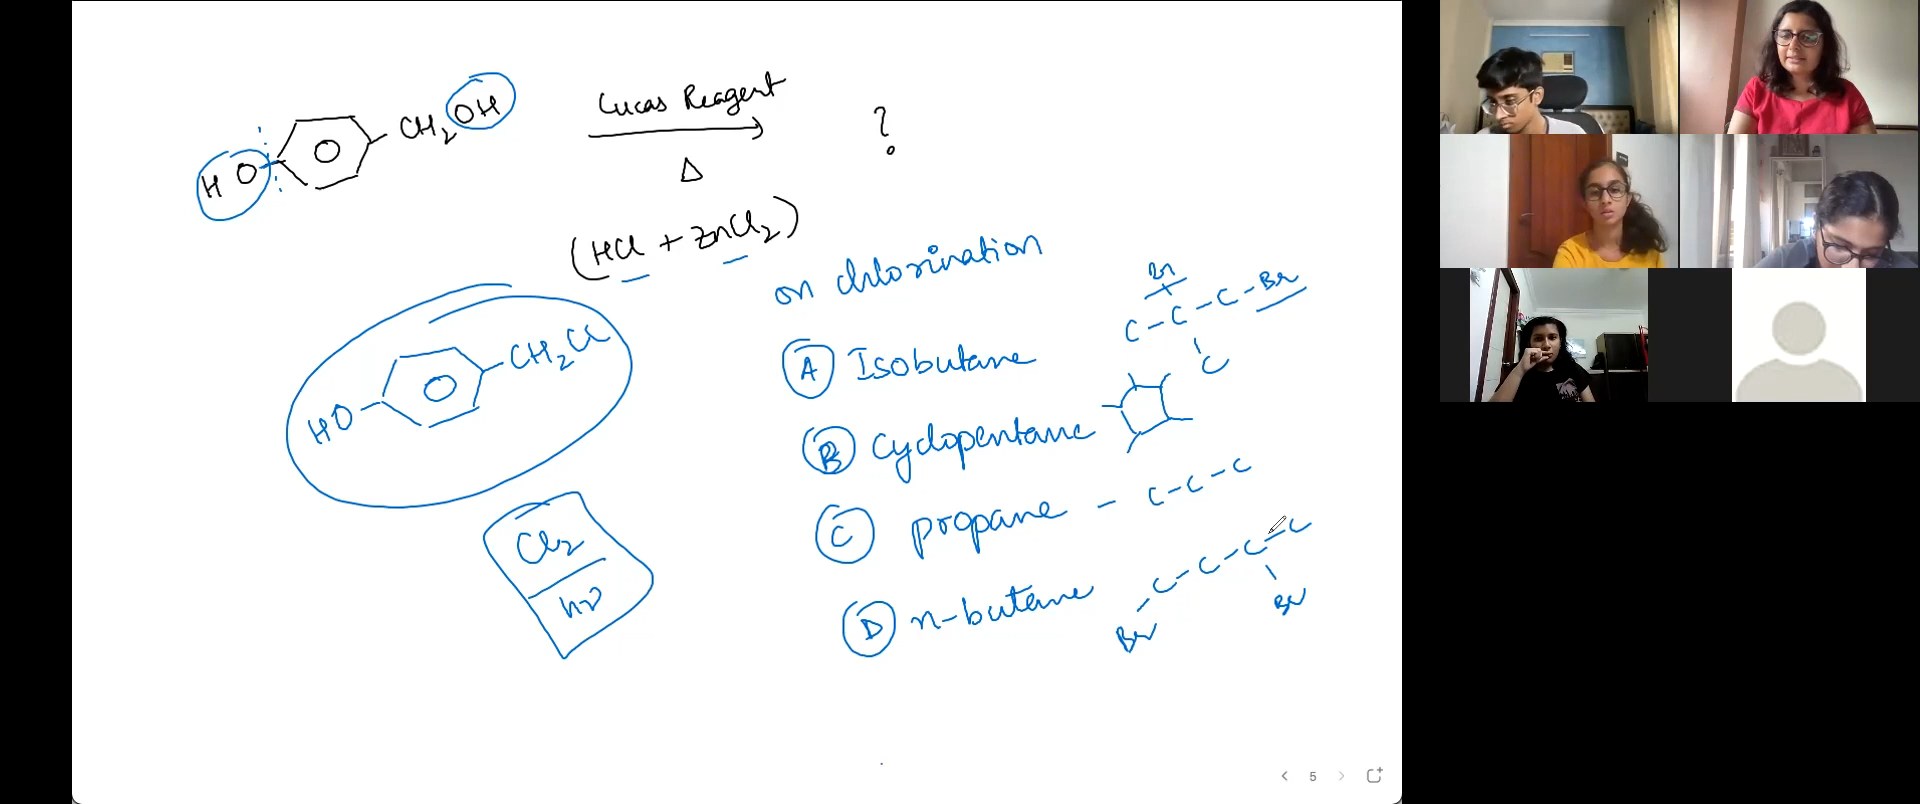 HO CH2OH
Lucas Reagent
Δ
?
(HCl + ZnCl2)
HO CH2Cl
Cl2
hν
on chlorination
A Isobutane
Br
C - C - C - Br
C
B Cyclopentane
C propane - C - C - C
D n-butane
C - C - C = C
Br
Br
5